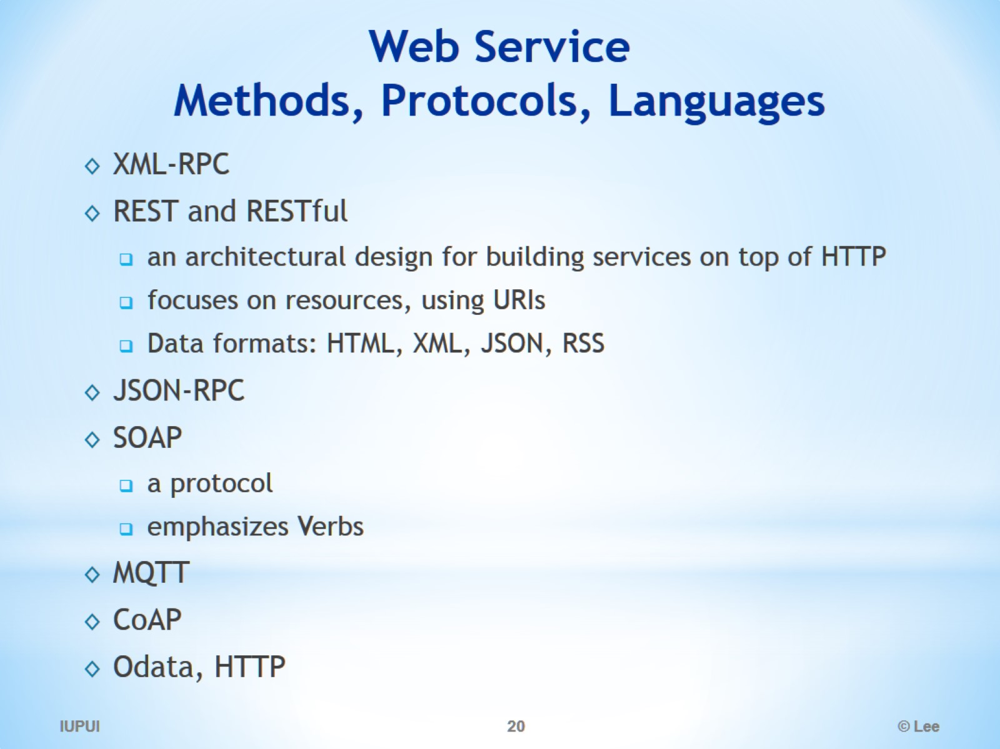 Web Service
Methods, Protocols, Languages
XML-RPC
REST and RESTful
an architectural design for building services on top of HTTP
focuses on resources, using URIs
Data formats: HTML, XML, JSON, RSS
JSON-RPC
SOAP
a protocol
emphasizes Verbs
MQTT
CoAP
Odata, HTTP
IUPUI
20
© Lee